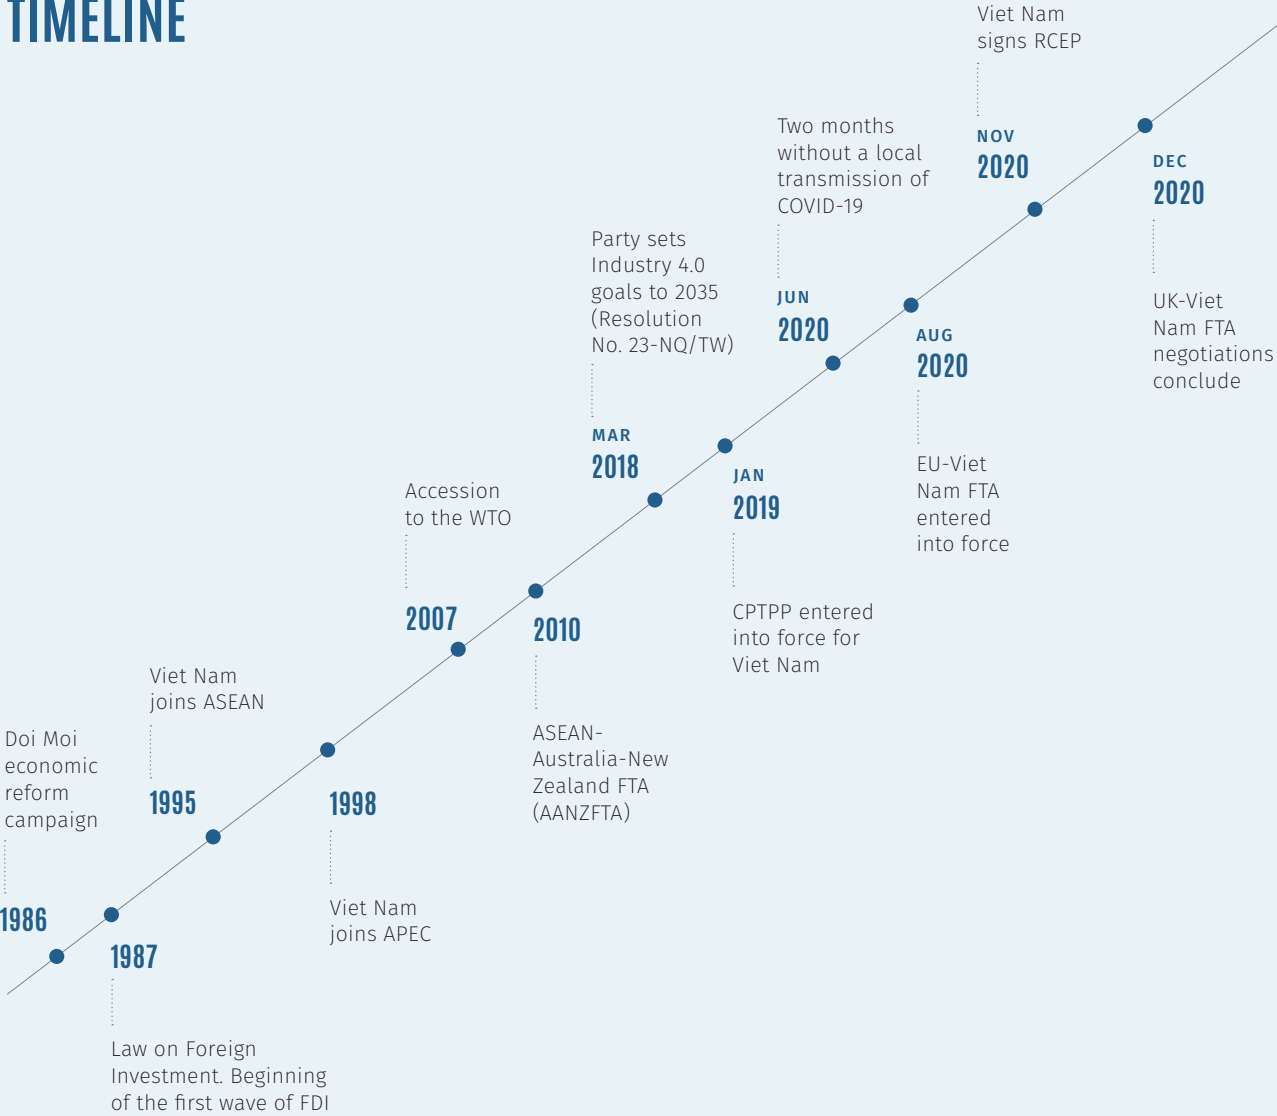 TIMELINE
Doi Moi
economic
reform
campaign
1986
1987
Law on Foreign
Investment. Beginning
of the first wave of FDI
Viet Nam
joins ASEAN
1995
1998
Viet Nam
joins APEC
Accession
to the WTO
2007
2010
ASEAN-
Australia-New
Zealand FTA
(AANZFTA)
Party sets
Industry 4.0
goals to 2035
(Resolution
No. 23-NQ/TW)
MAR
2018
JAN
2019
CPTPP entered
into force for
Viet Nam
Two months
without a local
transmission of
COVID-19
JUN
2020
AUG
2020
EU-Viet
Nam FTA
entered
into force
Viet Nam
signs RCEP
NOV
2020
DEC
2020
UK-Viet
Nam FTA
negotiations
conclude